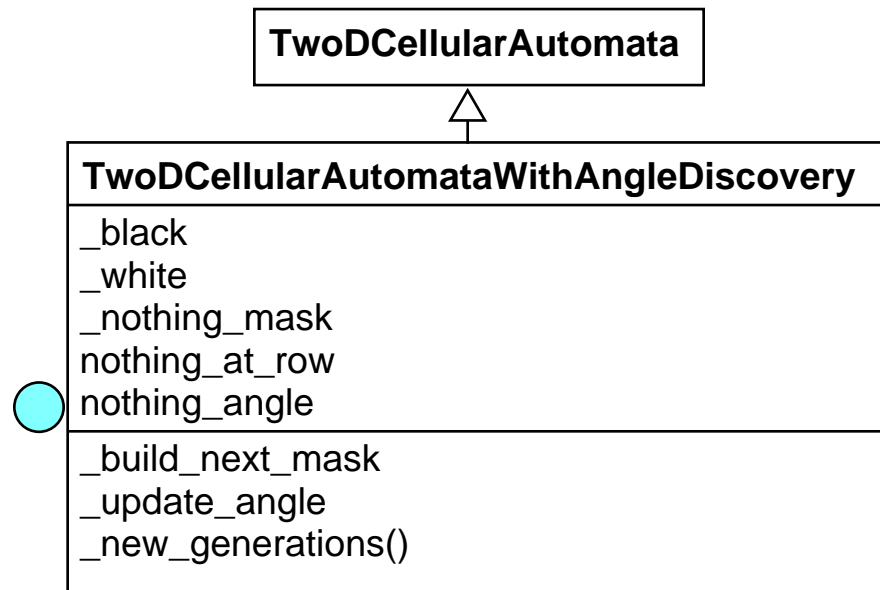 TwoDCellularAutomata
TwoDCellularAutomataWithAngleDiscovery
_black
_white
_nothing_mask
nothing_at_row
nothing_angle
_build_next_mask
_update_angle
_new_generations()